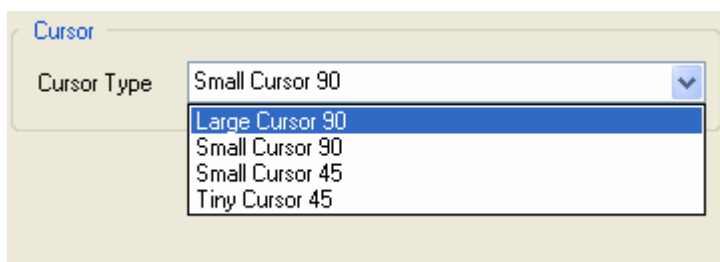 Cursor
Cursor Type Small Cursor 90
Large Cursor 90
Small Cursor 90
Small Cursor 45
Tiny Cursor 45